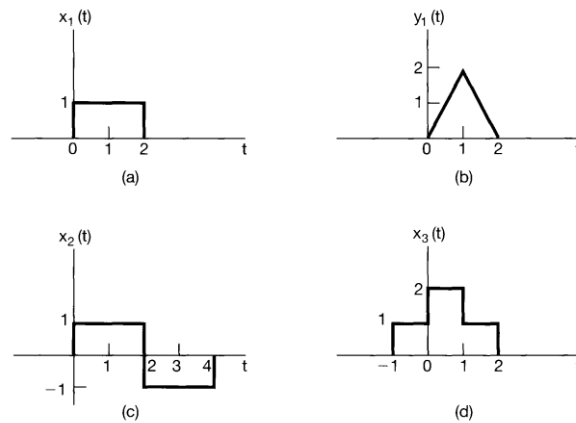 x₁ (t)
1
0 1 2 t
(a)
y₁ (t)
2
1
0 1 2
(b)
x₂ (t)
1
1 2 3 4 t
−1
(c)
x₃ (t)
2
1
−1 0 1 2
(d)